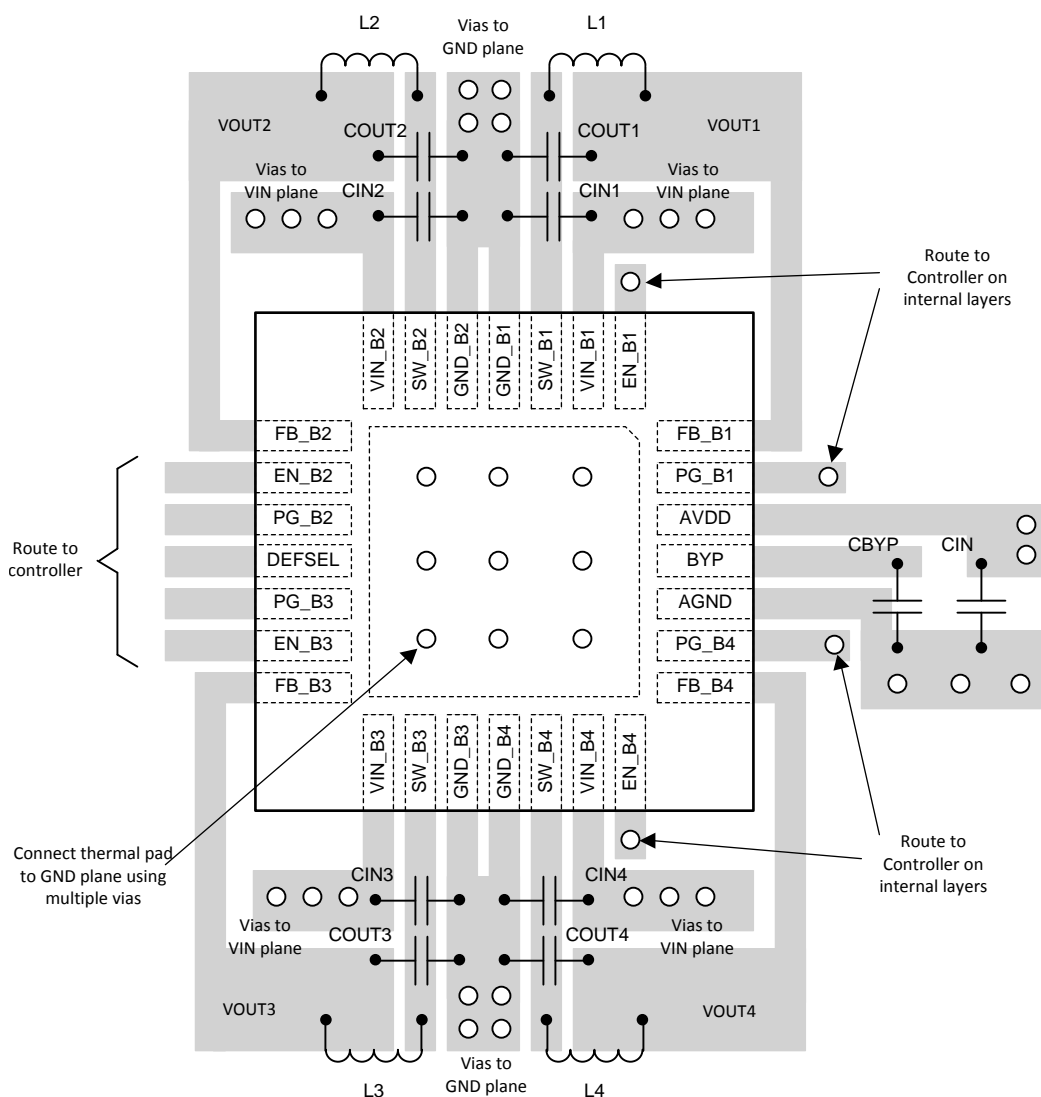 L2
Vias to
GND plane
L1
VOUT2
COUT2
COUT1
VOUT1
Vias to
VIN plane
CIN2
CIN1
Vias to
VIN plane
Route to
Controller on
internal layers
VIN_B2
SW_B2
GND_B2
GND_B1
SW_B1
VIN_B1
EN_B1
FB_B2
EN_B2
PG_B2
DEFSEL
PG_B3
EN_B3
FB_B3
Route to
controller
FB_B1
PG_B1
AVDD
BYP
AGND
PG_B4
FB_B4
CBYP
CIN
VIN_B3
SW_B3
GND_B3
GND_B4
SW_B4
VIN_B4
EN_B4
Connect thermal pad
to GND plane using
multiple vias
Route to
Controller on
internal layers
CIN3
CIN4
Vias to
VIN plane
COUT3
COUT4
Vias to
VIN plane
VOUT3
VOUT4
L3
Vias to
GND plane
L4